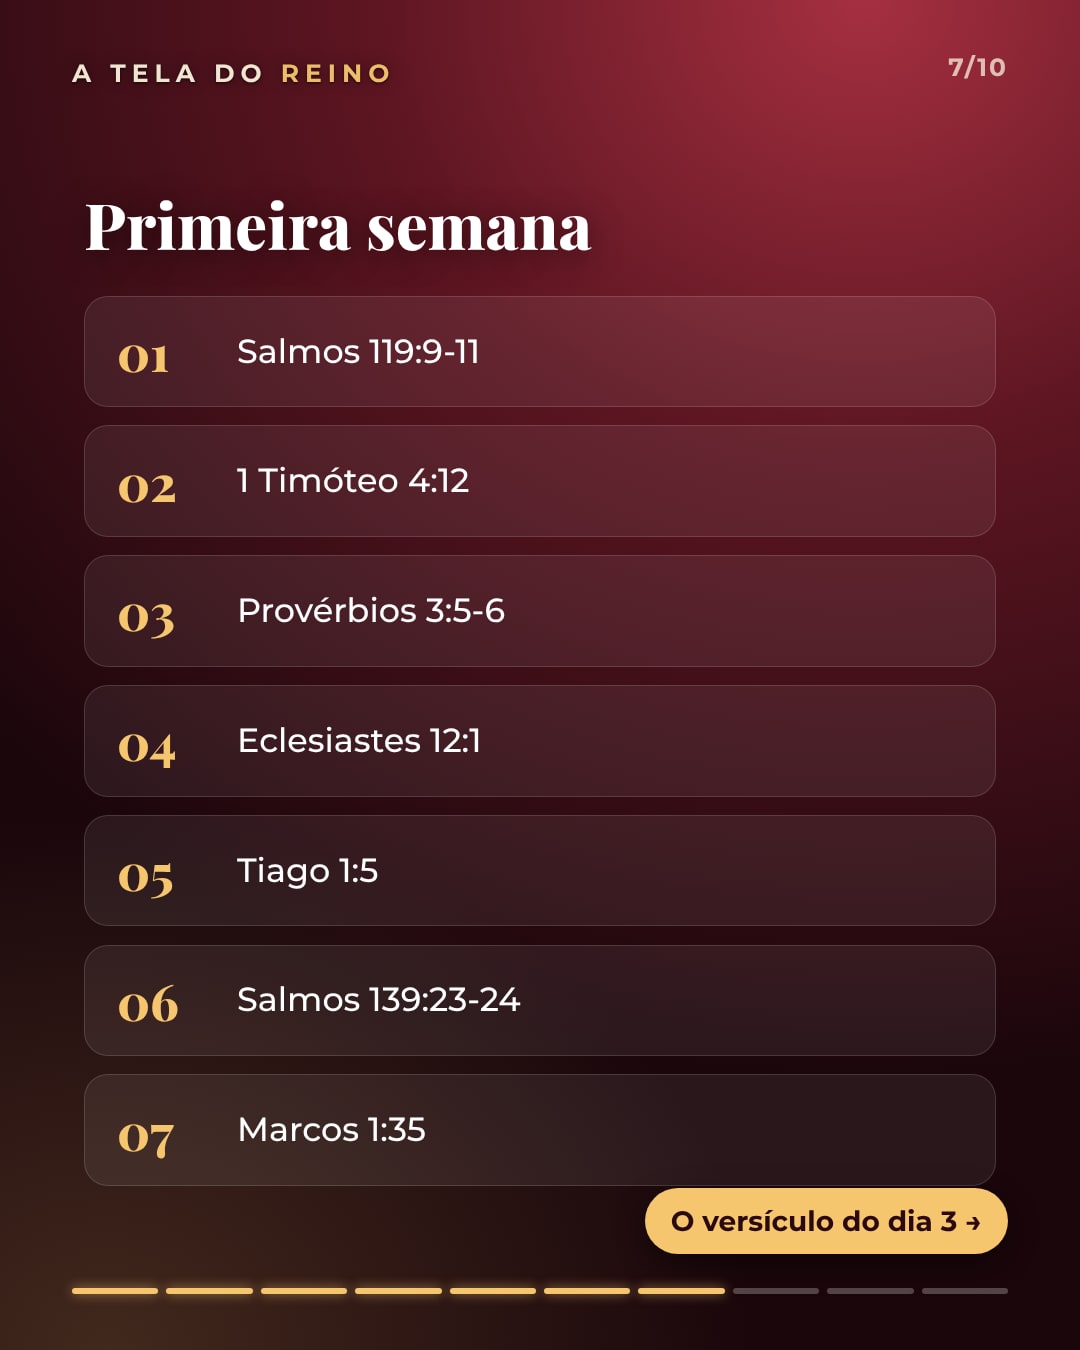 A TELA DO REINO
7/10
Primeira semana
01 Salmos 119:9-11
02 1 Timóteo 4:12
03 Provérbios 3:5-6
04 Eclesiastes 12:1
05 Tiago 1:5
06 Salmos 139:23-24
07 Marcos 1:35
O versículo do dia 3 →